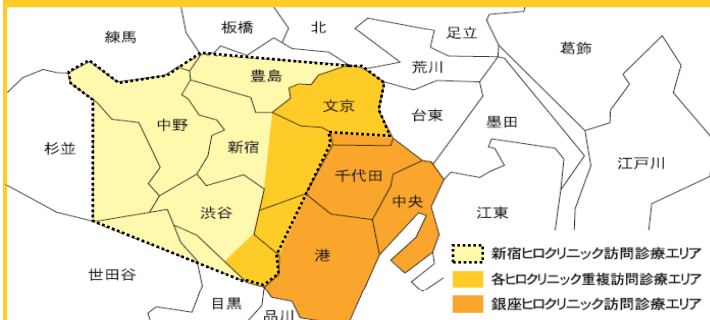 板橋
北
足立
練馬
葛飾
荒川
豊島
文京
台東
中野
墨田
杉並
新宿
江戸川
千代田
中央
渋谷
江東
港
新宿ヒロクリニック訪問診療エリア
世田谷
各ヒロクリニック重複訪問診療エリア
目黒
品川
銀座ヒロクリニック訪問診療エリア